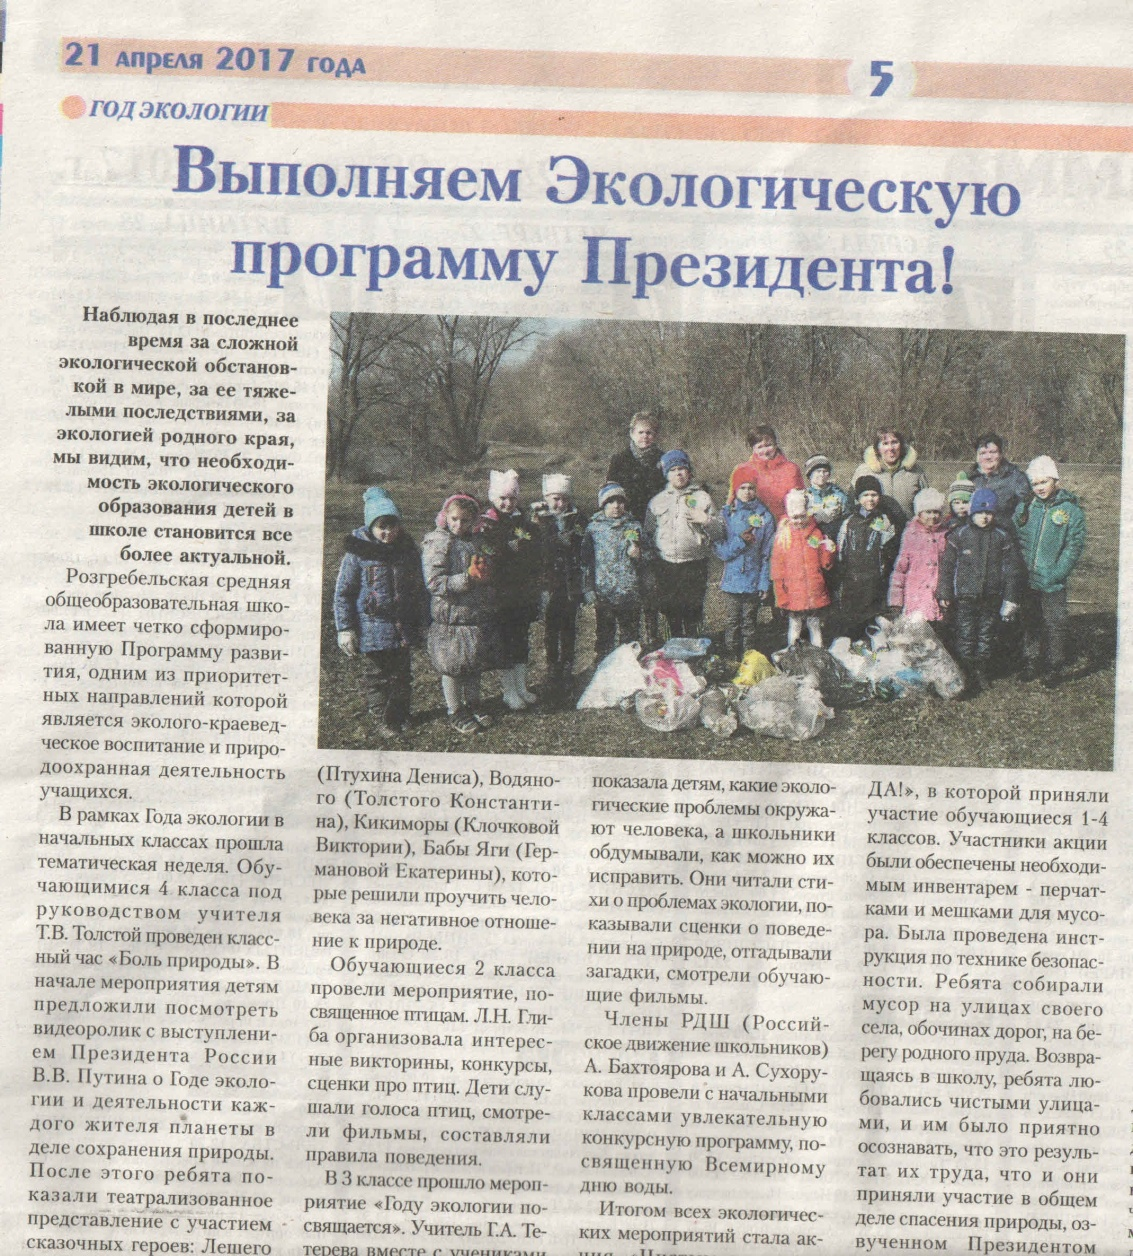 21 АПРЕЛЯ 2017 ГОДА
5
ГОД ЭКОЛОГИИ
Выполняем Экологическую
программу Президента!
Наблюдая в последнее
время за сложной
экологической обстанов-
кой в мире, за ее тяже-
лыми последствиями, за
экологией родного края,
мы видим, что необходи-
мость экологического
образования детей в
школе становится все
более актуальной.
Розгребельская средняя
общеобразовательная шко-
ла имеет четко сформиро-
ванную Программу разви-
тия, одним из приоритет-
ных направлений которой
является эколого-краевед-
ческое воспитание и приро-
доохранная деятельность
учащихся.
В рамках Года экологии в
начальных классах прошла
тематическая неделя. Обу-
чающимися 4 класса под
руководством учителя
Т.В. Толстой проведен класс-
ный час «Боль природы». В
начале мероприятия детям
предложили посмотреть
видеоролик с выступлени-
ем Президента России
В.В. Путина о Годе эколо-
гии и деятельности каж-
дого жителя планеты в
деле сохранения природы.
После этого ребята по-
казали театрализованное
представление с участием
сказочных героев: Лешего
(Птухина Дениса), Водяно-
го (Толстого Константи-
на), Кикиморы (Клочковой
Виктории), Бабы Яги (Гер-
мановой Екатерины), кото-
рые решили проучить чело-
века за негативное отноше-
ние к природе.
Обучающиеся 2 класса
провели мероприятие, по-
священное птицам. Л.Н. Гли-
ба организовала интерес-
ные викторины, конкурсы,
сценки про птиц. Дети слу-
шали голоса птиц, смотре-
ли фильмы, составляли
правила поведения.
В 3 классе прошло мероп-
риятие «Году экологии по-
свящается». Учитель Г.А. Те-
терева вместе с учениками
показала детям, какие эколо-
гические проблемы окружа-
ют человека, а школьники
обдумывали, как можно их
исправить. Они читали сти-
хи о проблемах экологии, по-
казывали сценки о поведе-
нии на природе, отгадывали
загадки, смотрели обучаю-
щие фильмы.
Члены РДШ (Россий-
ское движение школьников)
А. Бахтоярова и А. Сухору-
кова провели с начальными
классами увлекательную
конкурсную программу, по-
священную Всемирному
дню воды.
Итогом всех экологичес-
ких мероприятий стала ак-
ДА!», в которой приняли
участие обучающиеся 1-4
классов. Участники акции
были обеспечены необходи-
мым инвентарем - перчат-
ками и мешками для мусо-
ра. Была проведена инст-
рукция по технике безопас-
ности. Ребята собирали
мусор на улицах своего
села, обочинах дорог, на бе-
регу родного пруда. Возвра-
щаясь в школу, ребята лю-
бовались чистыми улица-
ми, и им было приятно
осознавать, что это резуль-
тат их труда, что и они
приняли участие в общем
деле спасения природы, оз-
вученном Президентом